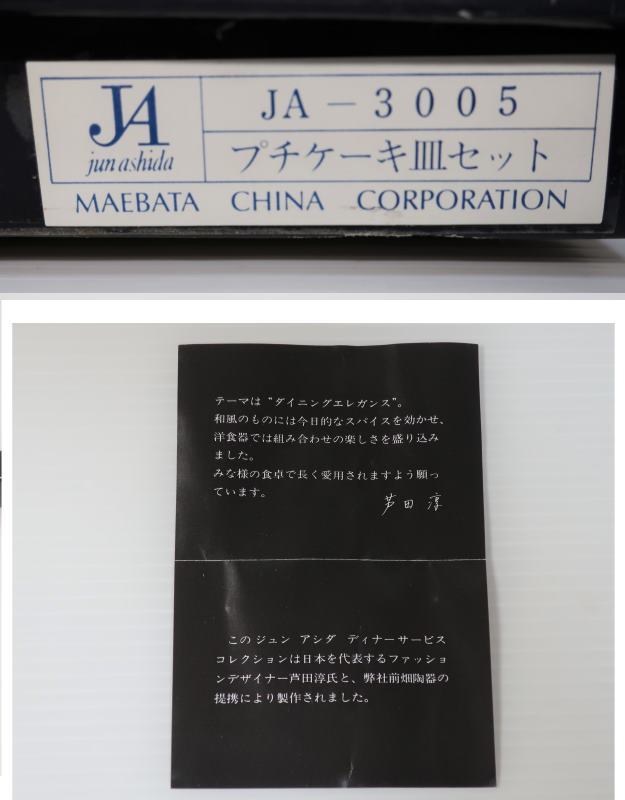 JA
jun ashida
JA－3005
プチケーキ皿セット
MAEBATA CHINA CORPORATION
テーマは“ダイニングエレガンス”。
和風のものには今日的なスパイスを効かせ、
洋食器では組み合わせの楽しさを盛り込み
ました。
みな様の食卓で長く愛用されますよう願っ
ています。
芦田 淳
このジュン アシダ ディナーサービス
コレクションは日本を代表するファッショ
ンデザイナー芦田淳氏と、弊社前畑陶器の
提携により製作されました。